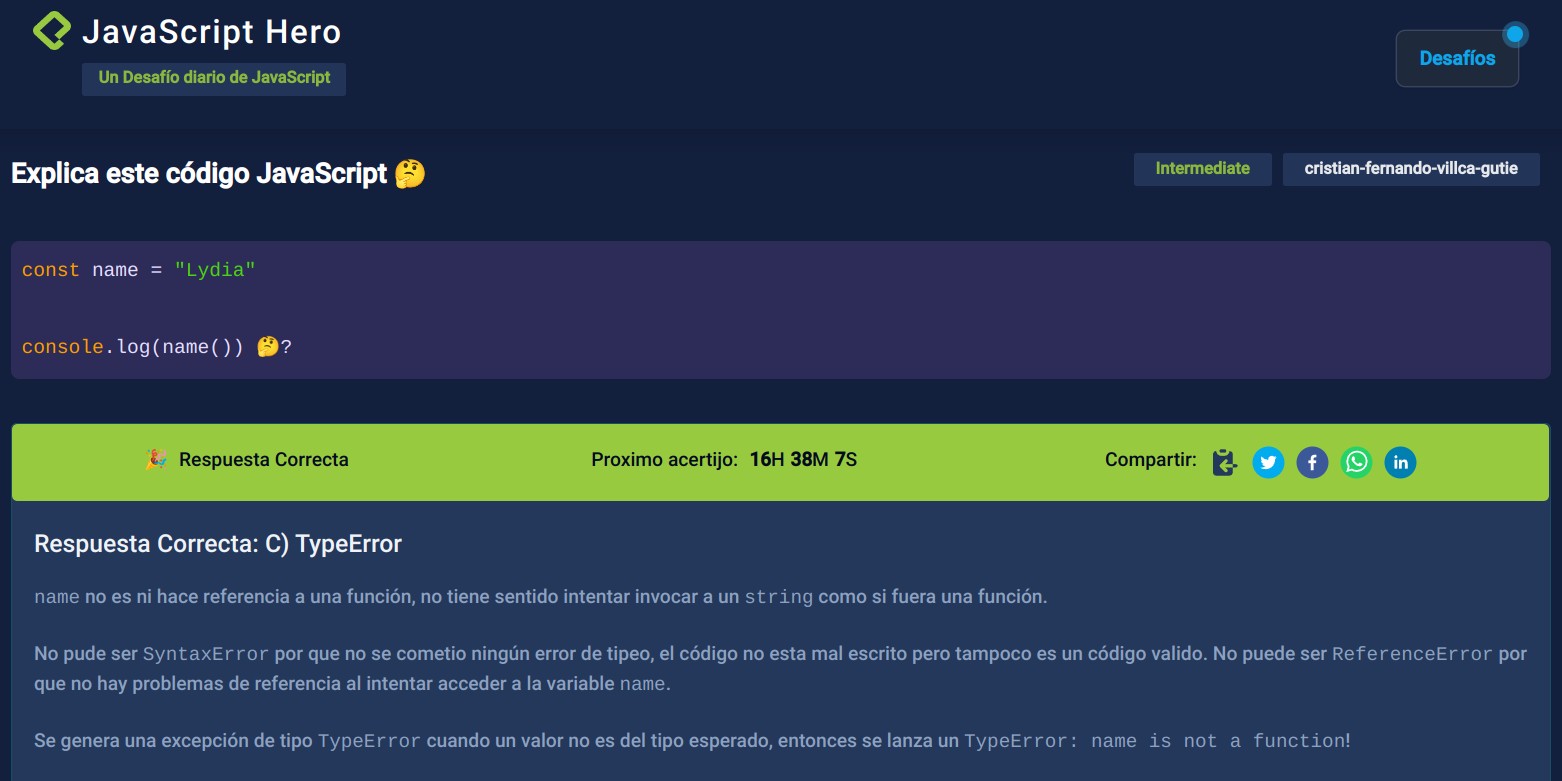 JavaScript Hero
Un Desafío diario de JavaScript
Desafíos
Explica este código JavaScript 🤔
Intermediate
cristian-fernando-villca-gutie
const name = "Lydia"
console.log(name()) 🤔?
🎉 Respuesta Correcta
Proximo acertijo: 16H 38M 7S
Compartir:
Respuesta Correcta: C) TypeError
name no es ni hace referencia a una función, no tiene sentido intentar invocar a un string como si fuera una función.
No pude ser SyntaxError por que no se cometio ningún error de tipeo, el código no esta mal escrito pero tampoco es un código valido. No puede ser ReferenceError por
que no hay problemas de referencia al intentar acceder a la variable name.
Se genera una excepción de tipo TypeError cuando un valor no es del tipo esperado, entonces se lanza un TypeError: name is not a function!